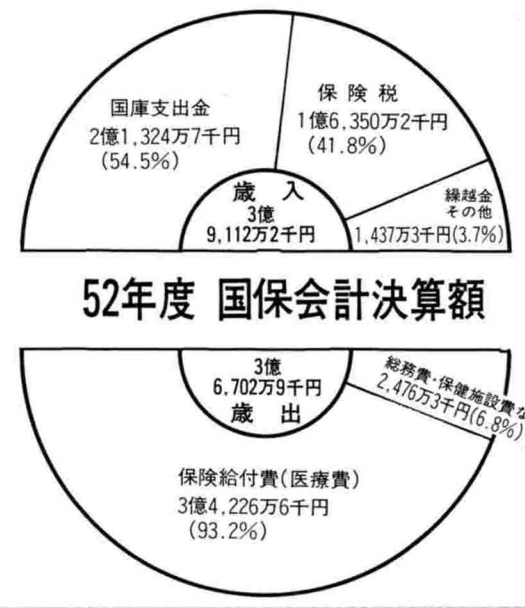 国庫支出金
2億1,324万7千円
(54.5%)
保険税
1億6,350万2千円
(41.8%)
繰越金
その他
1,437万3千円(3.7%)
歳入
3億
9,112万2千円
52年度 国保会計決算額
3億
6,702万9千円
歳出
総務費・保健施設費な
2,476万3千円(6.8%)
保険給付費(医療費)
3億4,226万6千円
(93.2%)